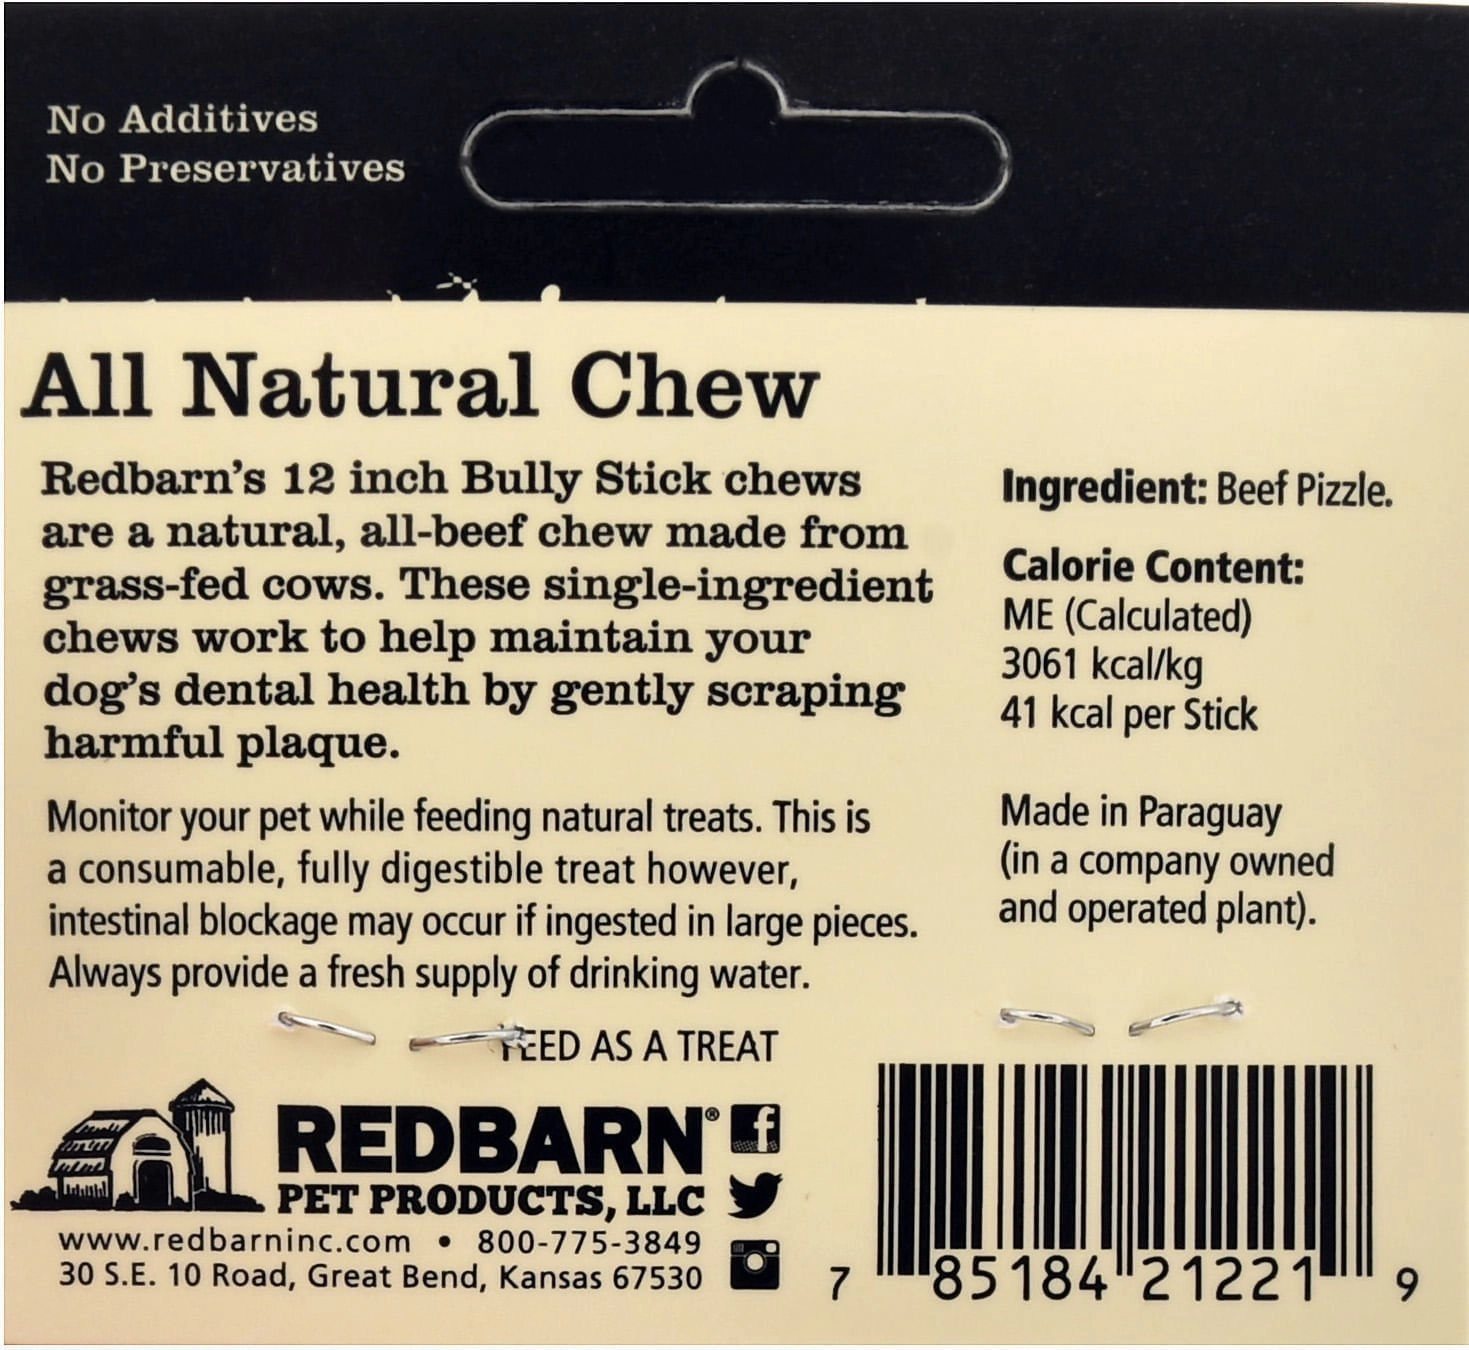 No Additives
No Preservatives
All Natural Chew
Redbarn's 12 inch Bully Stick chews
are a natural, all-beef chew made from
grass-fed cows. These single-ingredient
chews work to help maintain your
dog's dental health by gently scraping
harmful plaque.
Monitor your pet while feeding natural treats. This is
a consumable, fully digestible treat however,
intestinal blockage may occur if ingested in large pieces.
Always provide a fresh supply of drinking water.
FEED AS A TREAT
Ingredient: Beef Pizzle.
Calorie Content:
ME (Calculated)
3061 kcal/kg
41 kcal per Stick
Made in Paraguay
(in a company owned
and operated plant).
REDBARN®
PET PRODUCTS, LLC
www.redbarninc.com • 800-775-3849
30 S.E. 10 Road, Great Bend, Kansas 67530
f
7 85184 21221 9